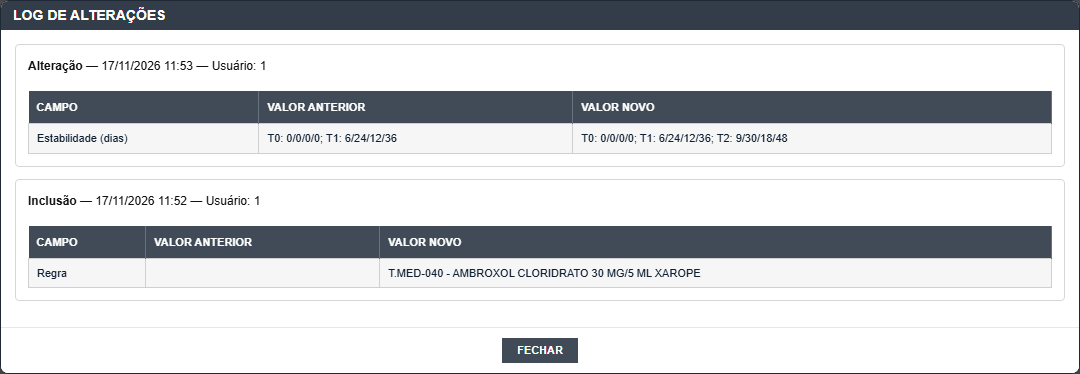 LOG DE ALTERAÇÕES
Alteração — 17/11/2026 11:53 — Usuário: 1
CAMPO VALOR ANTERIOR VALOR NOVO
Estabilidade (dias) T0: 0/0/0/0; T1: 6/24/12/36 T0: 0/0/0/0; T1: 6/24/12/36; T2: 9/30/18/48
Inclusão — 17/11/2026 11:52 — Usuário: 1
CAMPO VALOR ANTERIOR VALOR NOVO
Regra T.MED-040 - AMBROXOL CLORIDRATO 30 MG/5 ML XAROPE
FECHAR